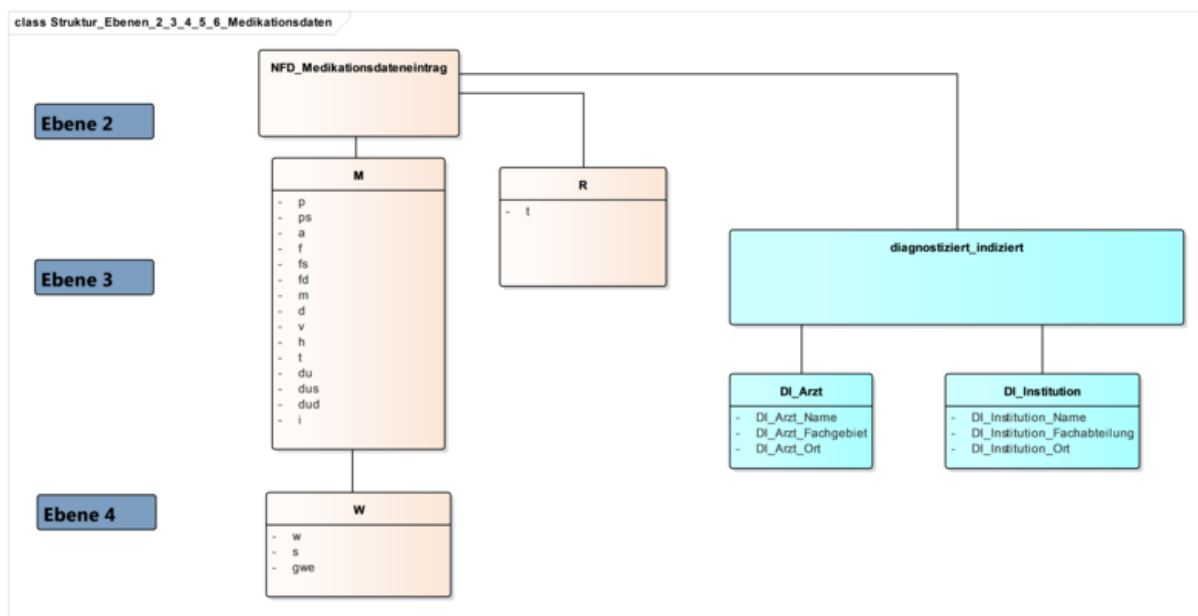 class Struktur_Ebenen_2_3_4_5_6_Medikationsdaten
NFD_Medikationsdateneintrag
Ebene 2
M
- p
- ps
- a
- f
- fs
- fd
- m
- d
- v
- h
- t
- du
- dus
- dud
- i
R
- t
diagnostiziert_indiziert
Ebene 3
DI_Arzt
- DI_Arzt_Name
- DI_Arzt_Fachgebiet
- DI_Arzt_Ort
DI_Institution
- DI_Institution_Name
- DI_Institution_Fachabteilung
- DI_Institution_Ort
Ebene 4
W
- w
- s
- gwe